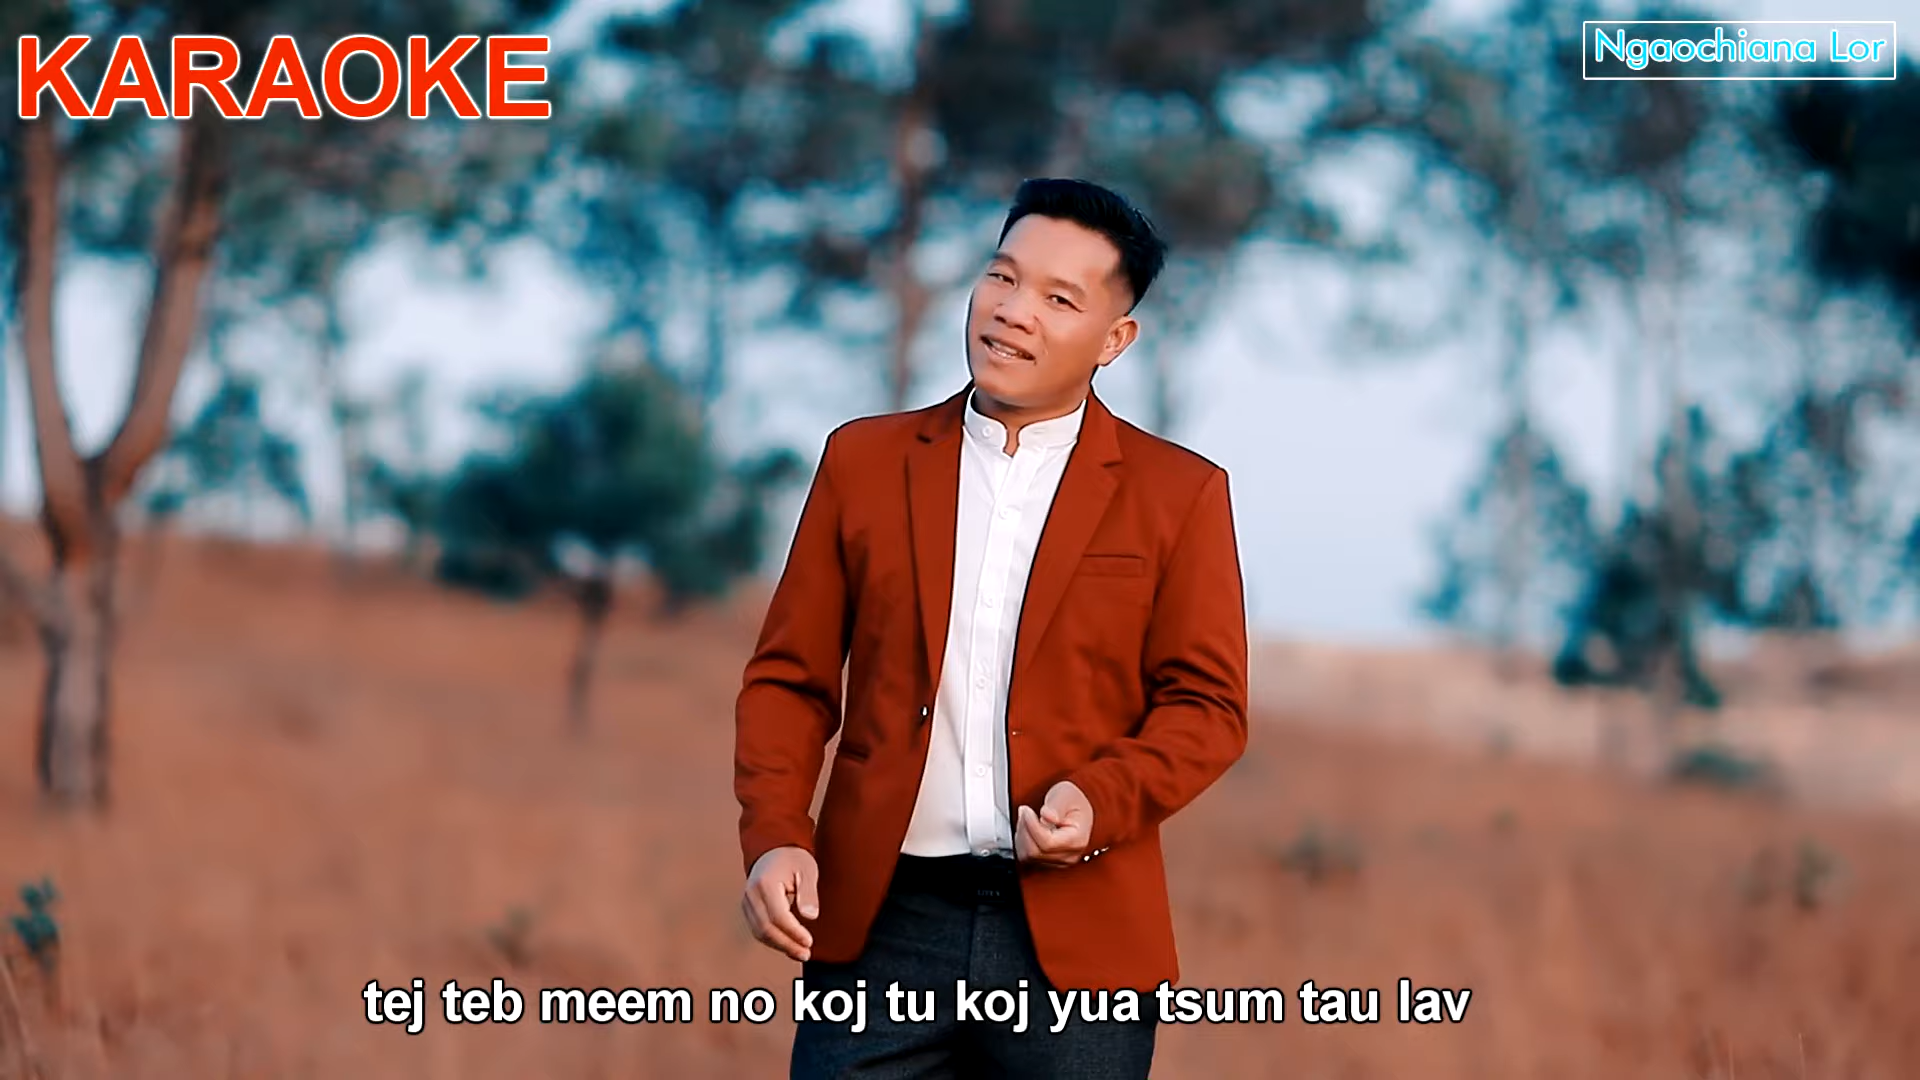 KARAOKE
Ngaochiana Lor
tej teb meem no koj tu koj yua tsum tau lav